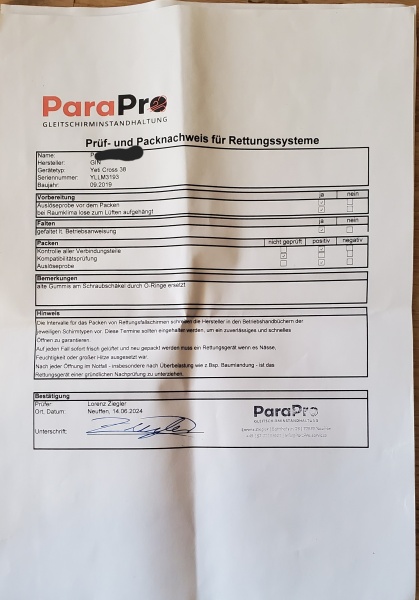 ParaPro
GLEITSCHIRMINSTANDHALTUNG
Prüf- und Packnachweis für Rettungssysteme
Name: P
Hersteller: GIN
Gerätetyp: Yeti Cross 38
Seriennummer: YLLM3193
Baujahr: 09.2019
Vorbereitung ja nein
Auslöseprobe vor dem Packen
bei Raumklima lose zum Lüften aufgehängt
Falten ja nein
gefaltet lt. Betriebsanweisung
Packen nicht geprüft positiv negativ
Kontrolle aller Verbindungsteile
Kompatibilitätsprüfung
Auslöseprobe
Bemerkungen
alte Gummis am Schraubschäkel durch O-Ringe ersetzt
Hinweis
Die Intervalle für das Packen von Rettungsfallschirmen schreiben die Hersteller in den Betriebshandbüchern der
jeweiligen Schirmtypen vor. Diese Termine sollten eingehalten werden, um ein zuverlässiges und schnelles
Öffnen zu garantieren.
Auf jeden Fall sofort frisch gelüftet und neu gepackt werden muss ein Rettungsgerät wenn es Nässe,
Feuchtigkeit oder großer Hitze ausgesetzt war.
Nach jeder Öffnung im Notfall - insbesondere nach Überbelastung wie z Bsp. Baumlandung - ist das
Rettungsgerät einer gründlichen Nachprüfung zu unterziehen.
Bestätigung
Prüfer: Lorenz Ziegler
Ort, Datum: Neuffen, 14.06.2024
Unterschrift:
ParaPro
GLEITSCHIRMINSTANDHALTUNG